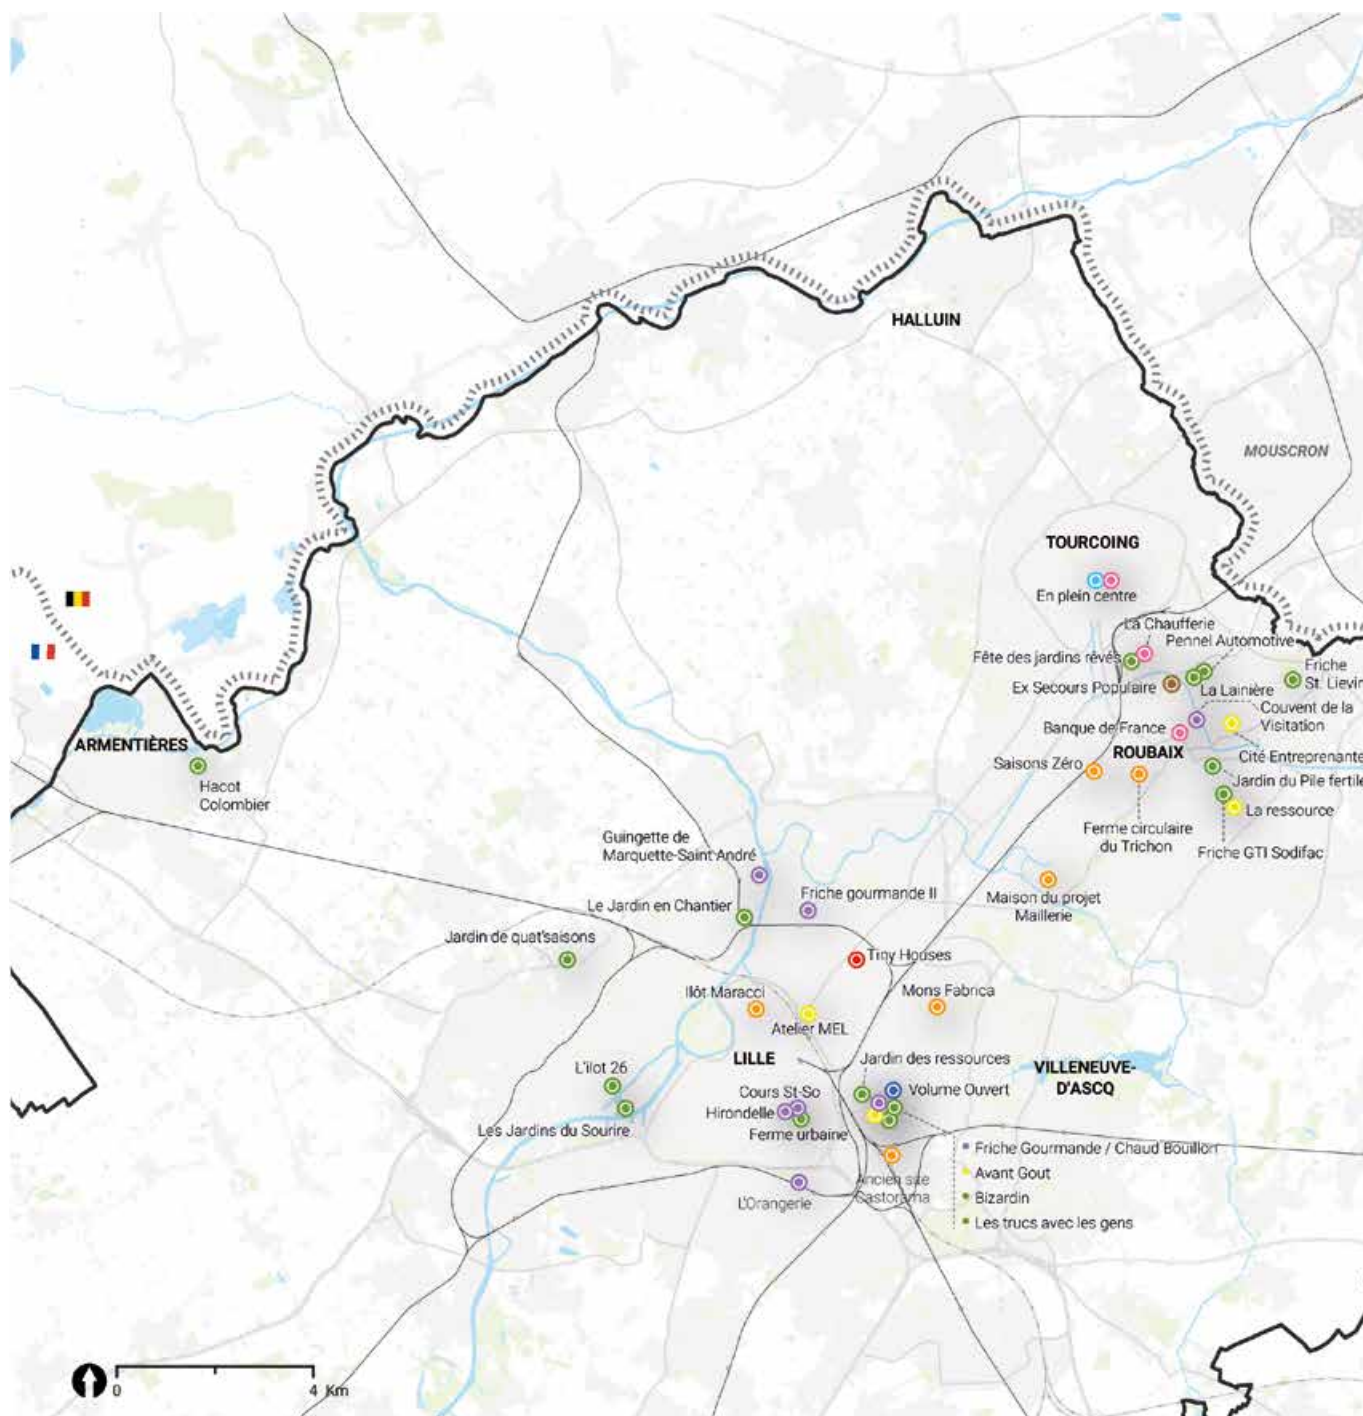 HALLUIN
MOUSCRON
TOURCOING
En plein centre
La Chaufferie
Pennel Automotive
Fête des jardins rêvés
Friche
St. Lievin
Ex Secours Populaire
La Lainière
Couvent de la
Visitation
Banque de France
ROUBAIX
Cité Entreprenante
ARMENTIÈRES
Hacot
Colombier
Saisons Zéro
Jardin du Pile fertile
La ressource
Ferme circulaire
du Trichon
Friche GTI Sodifac
Guingette de
Marquette-Saint André
Friche gourmande II
Maison du projet
Maillerie
Le Jardin en Chantier
Jardin de quat'saisons
Tiny Houses
Ilôt Maracci
Mons Fabrica
Atelier MEL
LILLE
Jardin des ressources
VILLENEUVE-
D'ASCQ
L'ilot 26
Cours St-So
Volume Ouvert
Hirondelle
Les Jardins du Sourire
Ferme urbaine
Friche Gourmande / Chaud Bouillon
Avant Gout
Bizardin
Les trucs avec les gens
Ancien site
Castorama
L'Orangerie
0 4 Km